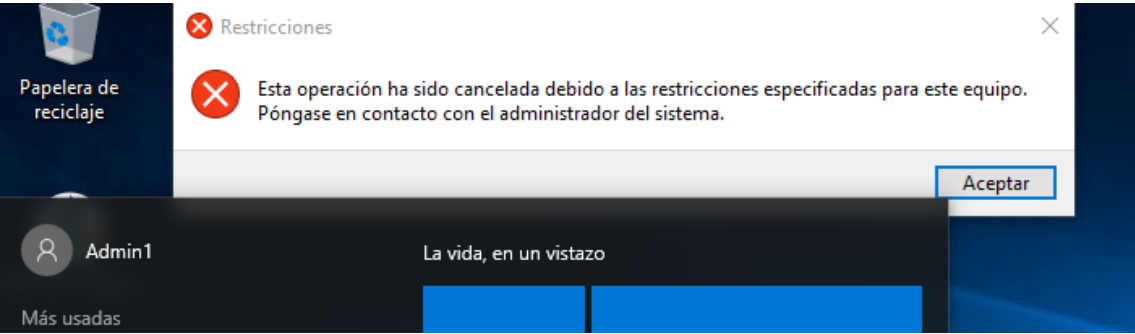 Papelera de
reciclaje
Restricciones
Esta operación ha sido cancelada debido a las restricciones especificadas para este equipo.
Póngase en contacto con el administrador del sistema.
Aceptar
Admin1
La vida, en un vistazo
Más usadas